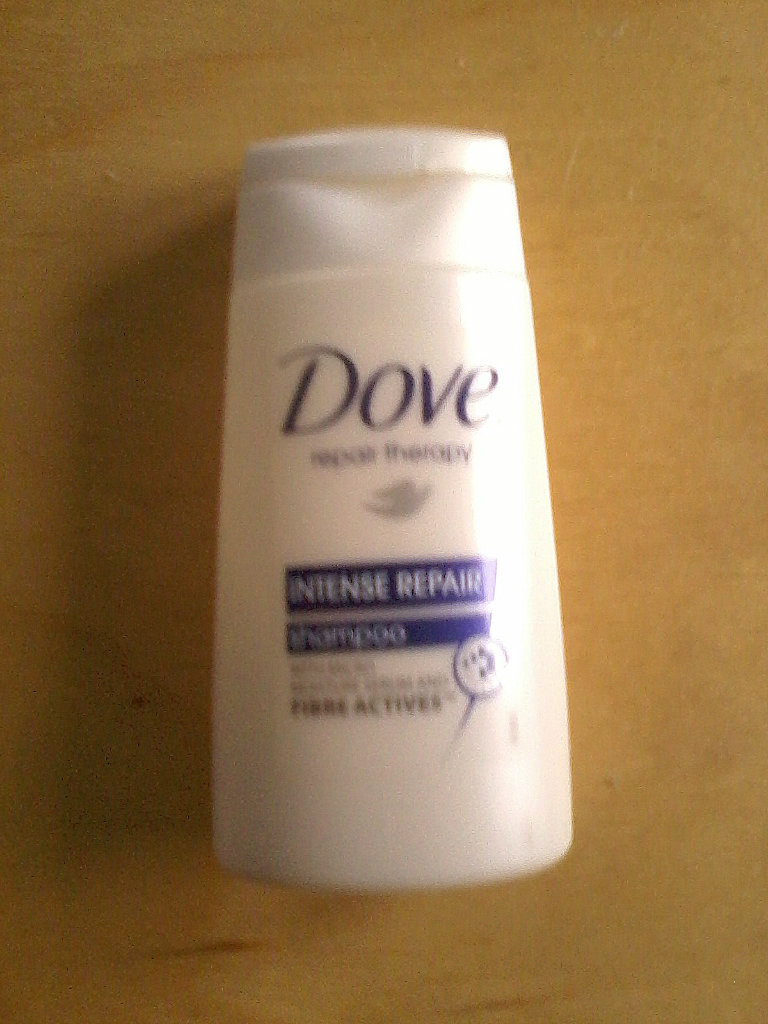 Dove
repair therapy
INTENSE REPAIR
shampoo
FIBRE ACTIVES